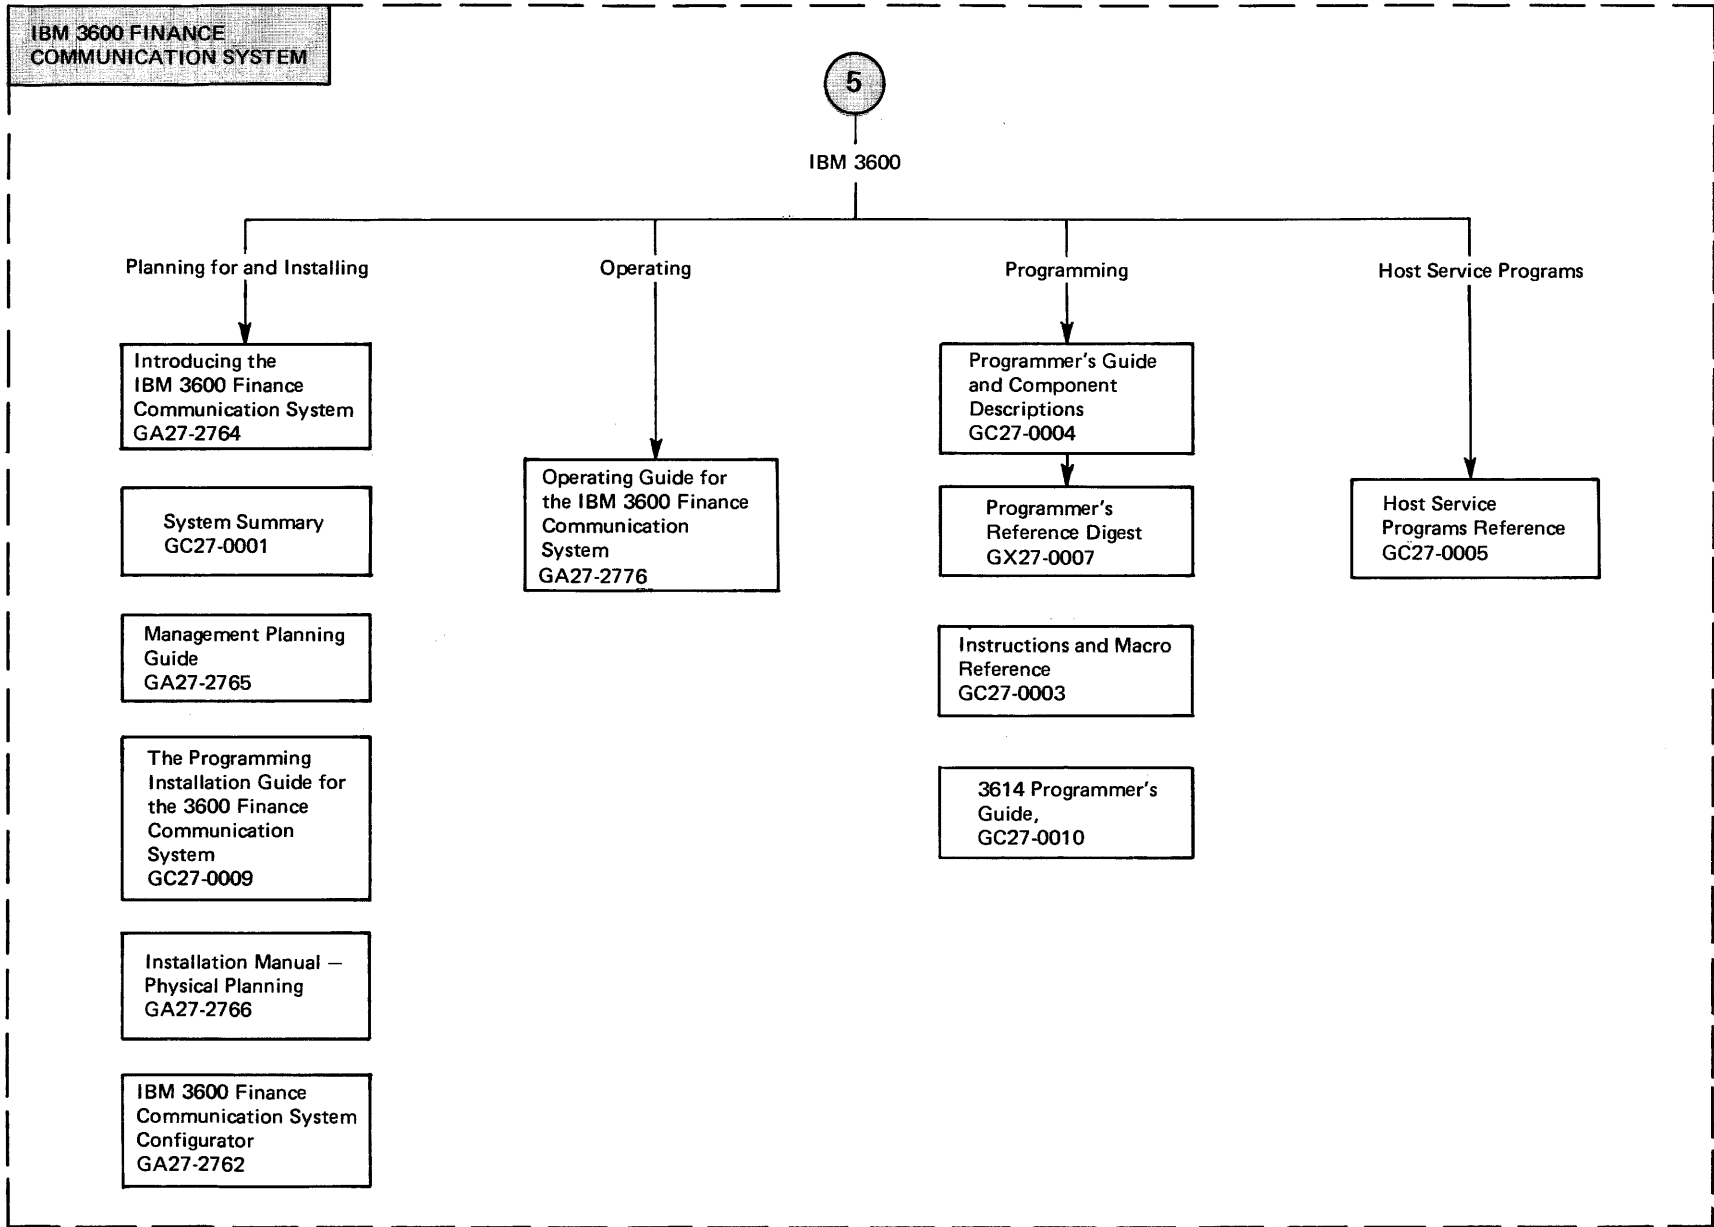 IBM 3600 FINANCE
COMMUNICATION SYSTEM
5
IBM 3600
Planning for and Installing
Operating
Programming
Host Service Programs
Introducing the
IBM 3600 Finance
Communication System
GA27-2764
System Summary
GC27-0001
Management Planning
Guide
GA27-2765
The Programming
Installation Guide for
the 3600 Finance
Communication
System
GC27-0009
Installation Manual —
Physical Planning
GA27-2766
IBM 3600 Finance
Communication System
Configurator
GA27-2762
Operating Guide for
the IBM 3600 Finance
Communication
System
GA27-2776
Programmer's Guide
and Component
Descriptions
GC27-0004
Programmer's
Reference Digest
GX27-0007
Instructions and Macro
Reference
GC27-0003
3614 Programmer's
Guide,
GC27-0010
Host Service
Programs Reference
GC27-0005